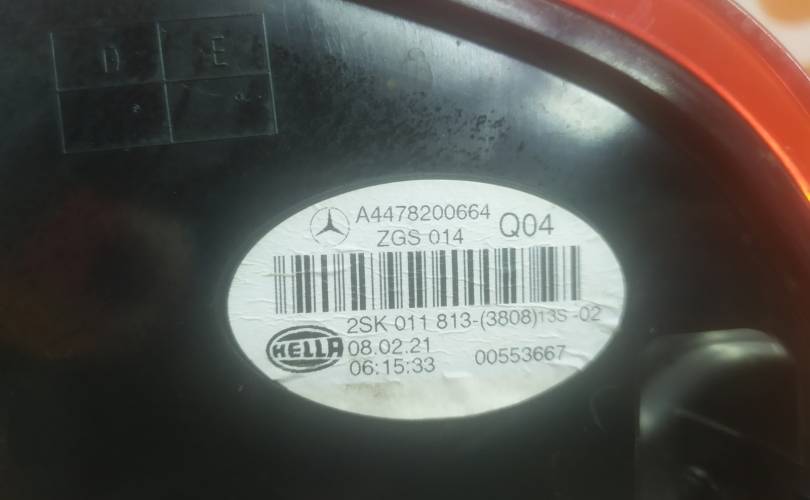 D E
A4478200664
ZGS 014 Q04
2SK 011 813-(3808)13S-02
HELLA
08.02.21
06:15:33 00553667